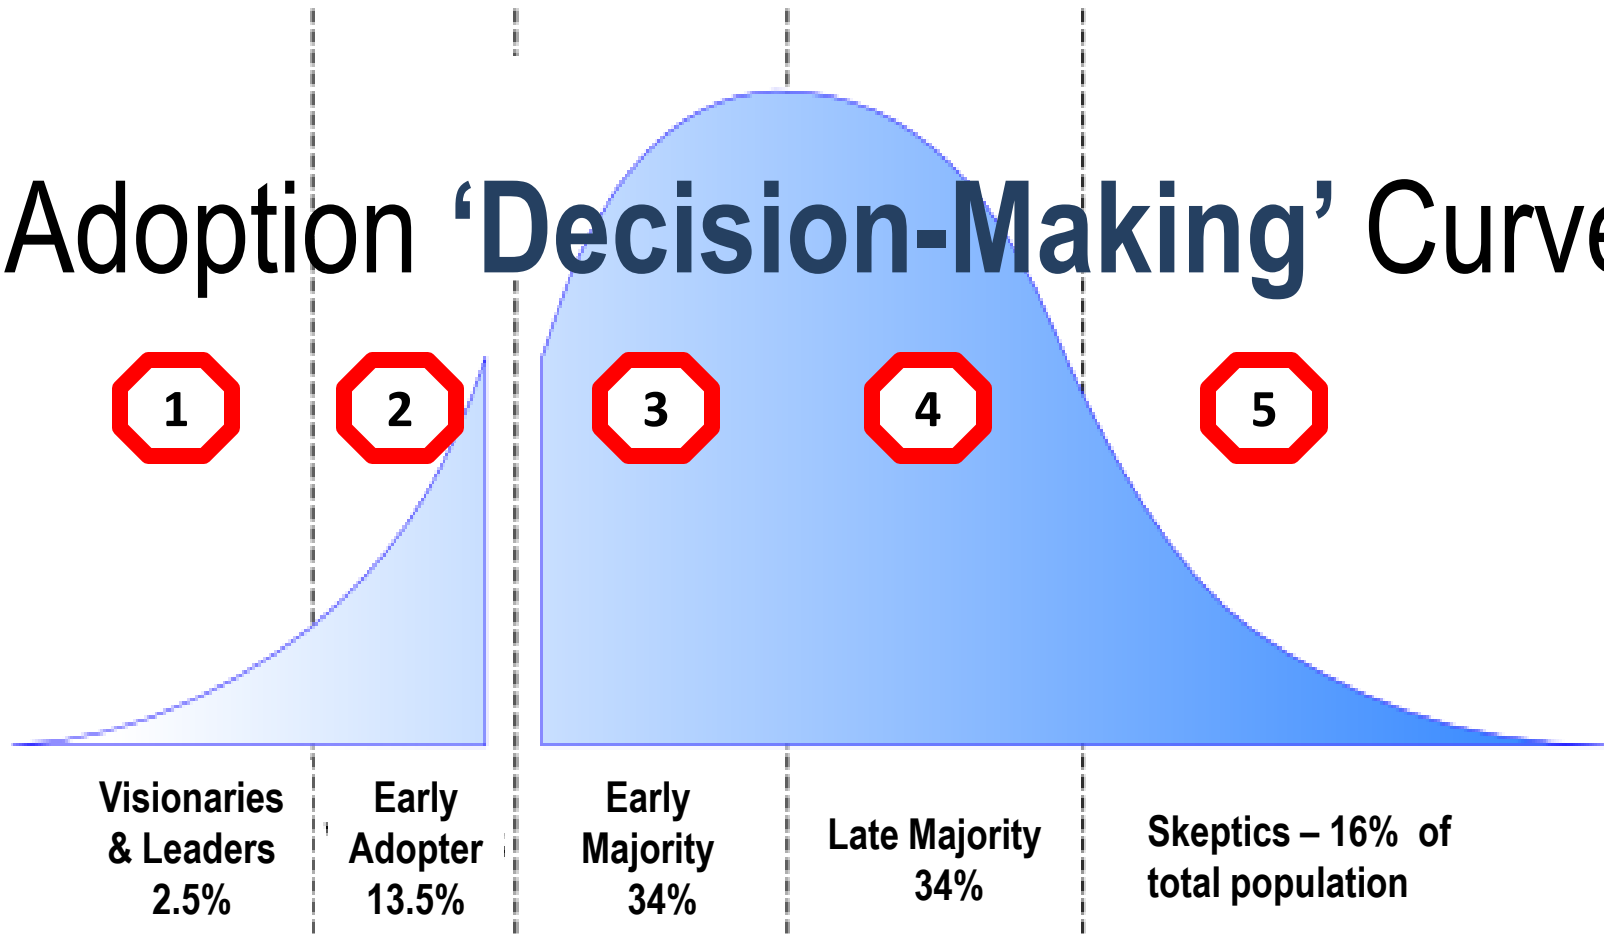 Adoption ‘Decision-Making’ Curve
1
2
3
4
5
Visionaries
& Leaders
2.5%
Early
Adopter
13.5%
Early
Majority
34%
Late Majority
34%
Skeptics – 16% of
total population